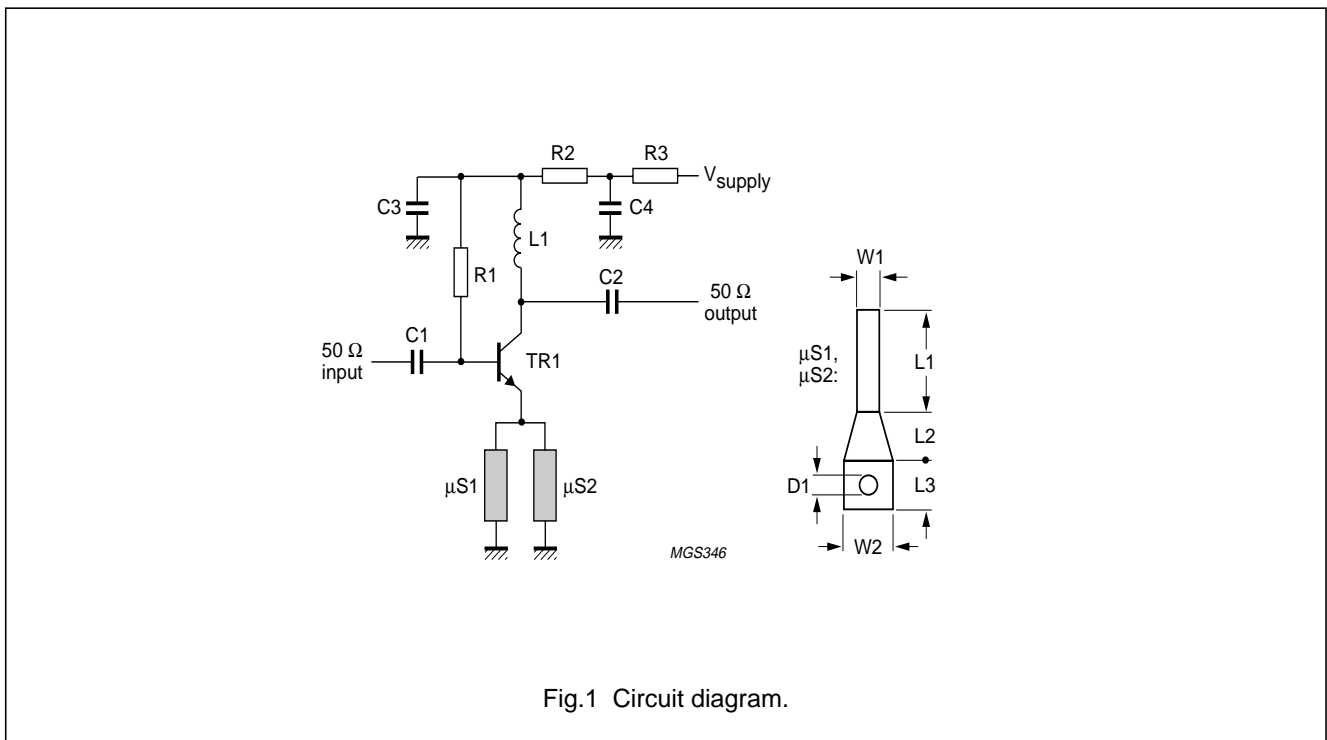 R2
R3
Vsupply
C3
C4
L1
R1
C2
50 Ω
output
C1
50 Ω
input
TR1
μS1
μS2
MGS346
W1
μS1,
μS2:
L1
L2
D1
L3
W2
Fig.1 Circuit diagram.